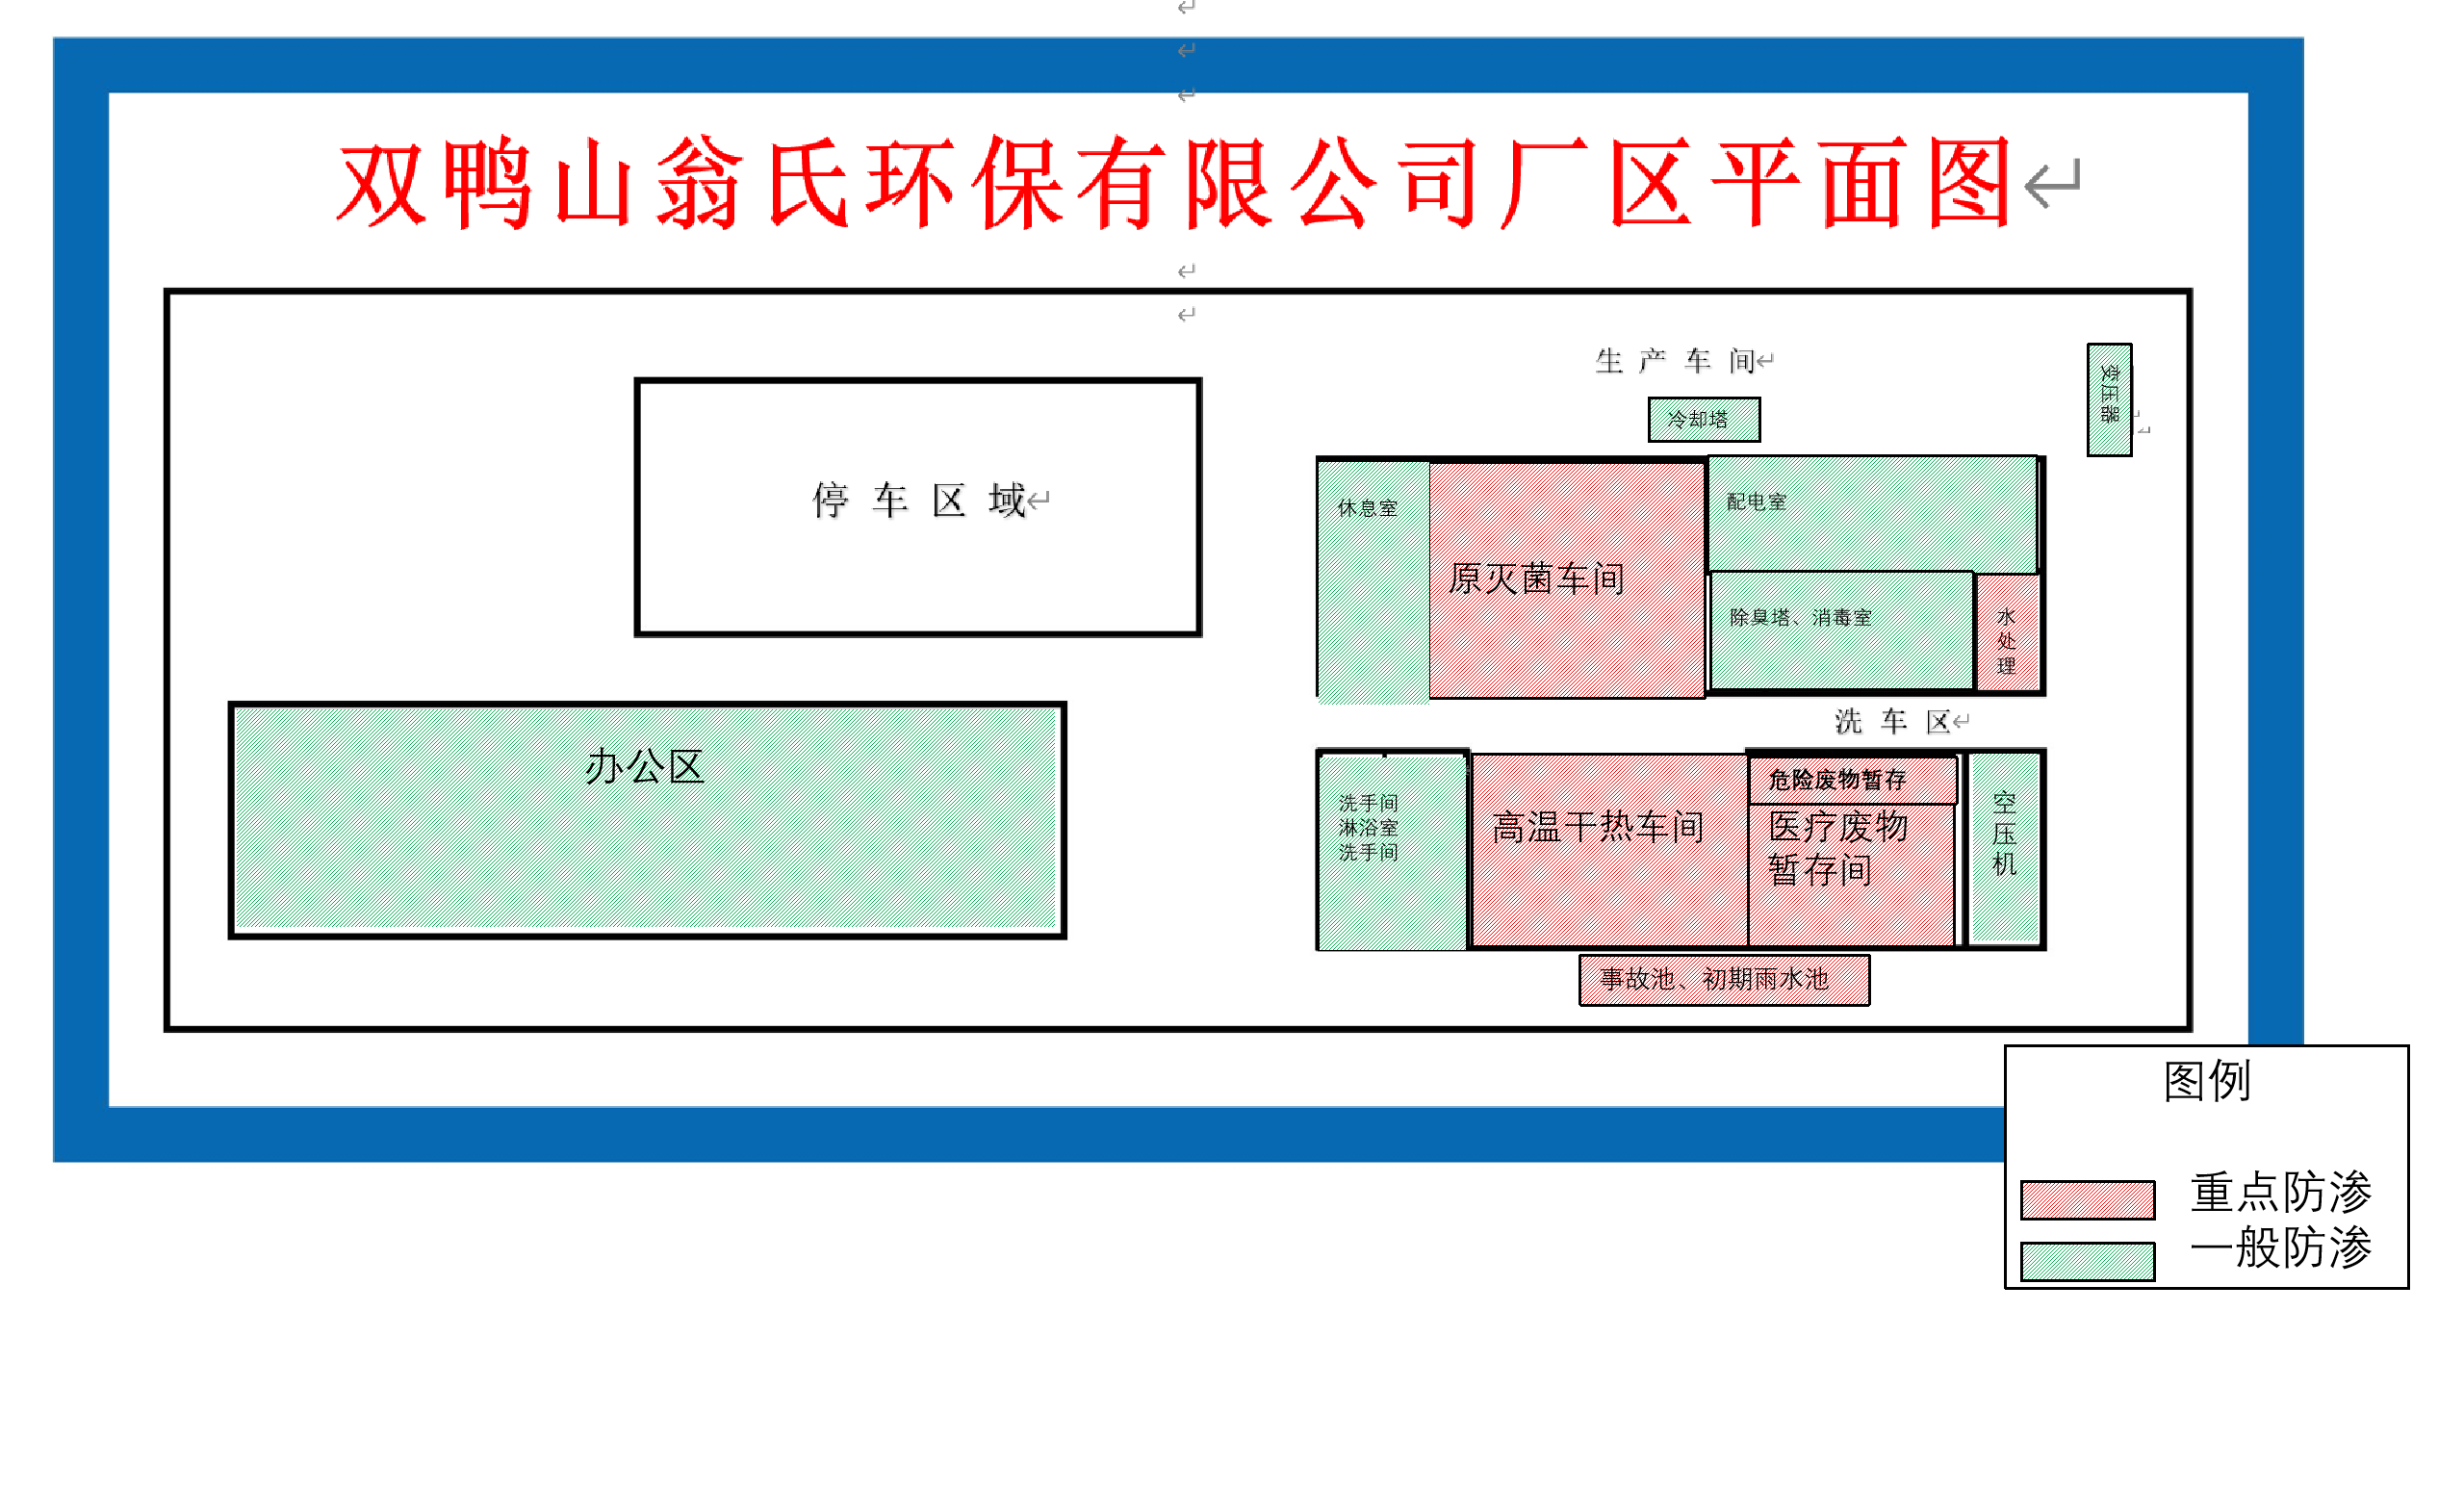 双鸭山翁氏环保有限公司厂区平面图
生产车间
变压器
冷却塔
停车区域
休息室
配电室
原灭菌车间
除臭塔、消毒室
水
处
理
洗车区
办公区
危险废物暂存
洗手间
淋浴室
洗手间
高温干热车间
医疗废物
暂存间
空
压
机
事故池、初期雨水池
图例
重点防渗
一般防渗